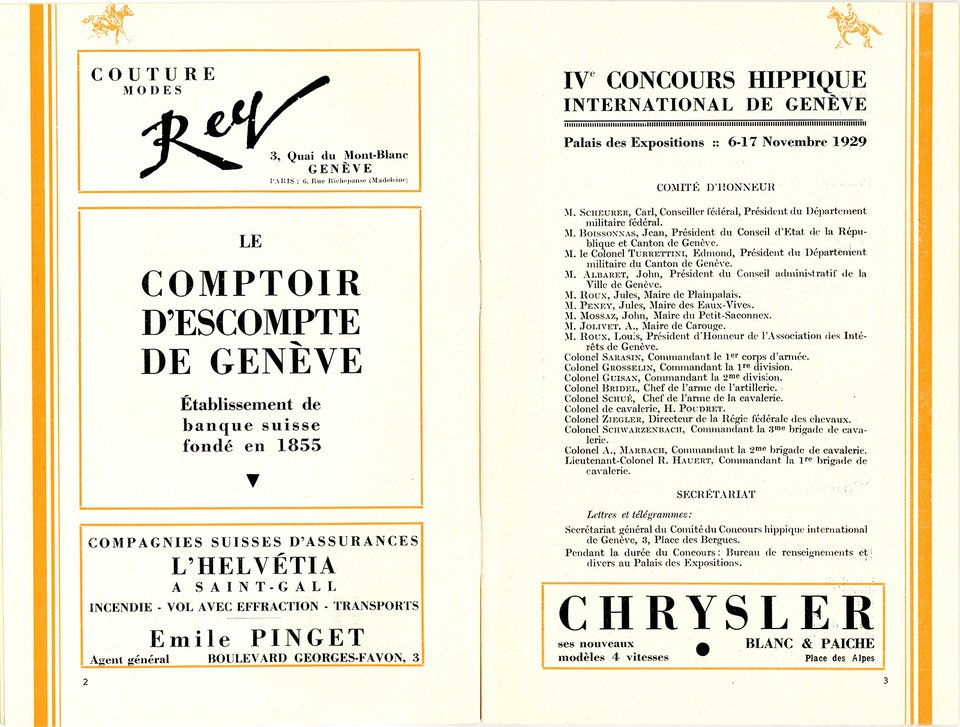 COUTURE
MODES
Rey
3, Quai du Mont-Blanc
GENÈVE
PARIS : 6, Rue Richepanse (Madeleine)
LE
COMPTOIR
D'ESCOMPTE
DE GENÈVE
Établissement de
banque suisse
fondé en 1855
COMPAGNIES SUISSES D'ASSURANCES
L'HELVÉTIA
A SAINT-GALL
INCENDIE - VOL AVEC EFFRACTION - TRANSPORTS
Emile PINGET
Agent général BOULEVARD GEORGES-FAVON, 3
2
IVe CONCOURS HIPPIQUE
INTERNATIONAL DE GENÈVE
Palais des Expositions :: 6-17 Novembre 1929
COMITÉ D'HONNEUR
M. SCHEURER, Carl, Conseiller fédéral, Président du Département
militaire fédéral.
M. BOISSONNAS, Jean, Président du Conseil d'Etat de la Répu-
blique et Canton de Genève.
M. le Colonel TURRETTINI, Edmond, Président du Département
militaire du Canton de Genève.
M. ALBARET, John, Président du Conseil administratif de la
Ville de Genève.
M. ROUX, Jules, Maire de Plainpalais.
M. PENEY, Jules, Maire des Eaux-Vives.
M. MOSSAZ, John, Maire du Petit-Saconnex.
M. JOLIVET, A., Maire de Carouge.
M. ROUX, Louis, Président d'Honneur de l'Association des Inté-
rêts de Genève.
Colonel SARASIN, Commandant le 1er corps d'armée.
Colonel GROSSELIN, Commandant la 1re division.
Colonel GUISAN, Commandant la 2me division.
Colonel BRIDEL, Chef de l'arme de l'artillerie.
Colonel SCHUÉ, Chef de l'arme de la cavalerie.
Colonel de cavalerie, H. POUDRET.
Colonel ZIEGLER, Directeur de la Régie fédérale des chevaux.
Colonel SCHWARZENBACH, Commandant la 3me brigade de cava-
lerie.
Colonel A., MARBACH, Commandant la 2me brigade de cavalerie.
Lieutenant-Colonel R. HAUERT, Commandant la 1re brigade de
cavalerie.
SECRÉTARIAT
Lettres et télégrammes:
Secrétariat général du Comité du Concours hippique international
de Genève, 3, Place des Bergues.
Pendant la durée du Concours : Bureau de renseignements et
divers au Palais des Expositions.
CHRYSLER
ses nouveaux
modèles 4 vitesses
BLANC & PAICHE
Place des Alpes
3